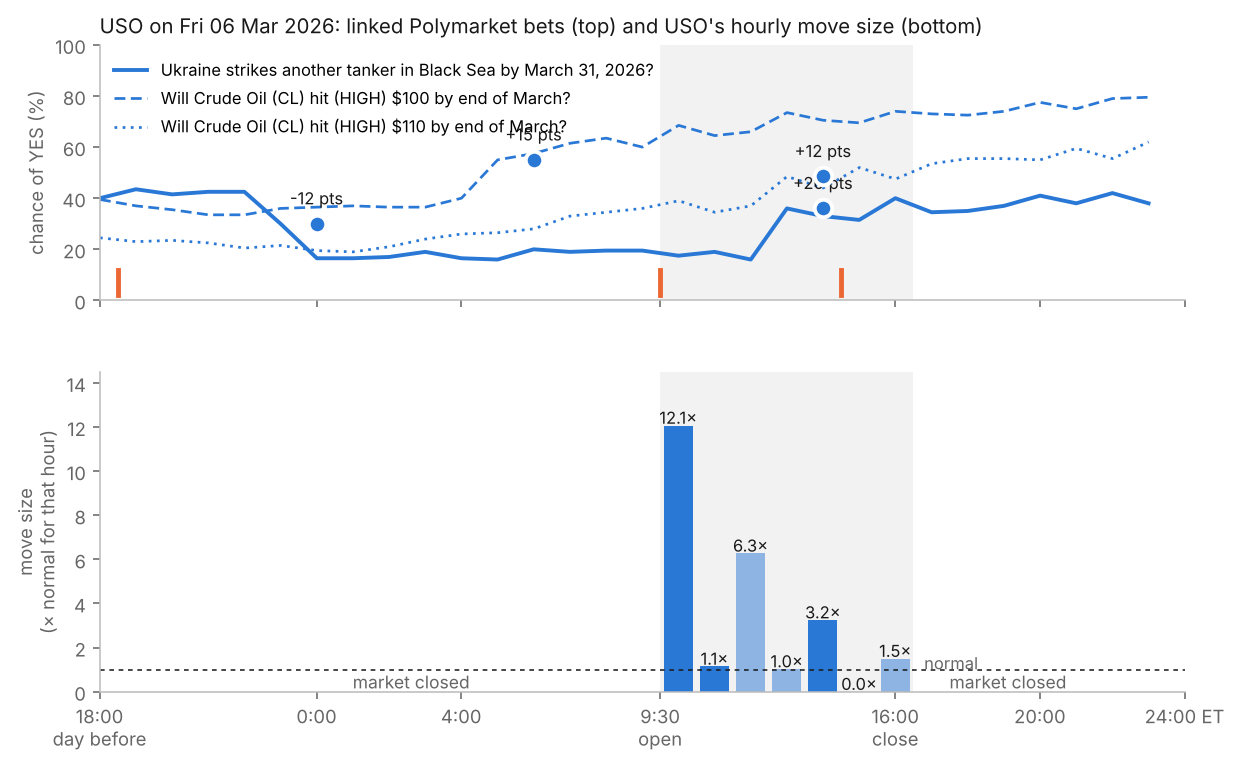 USO on Fri 06 Mar 2026: linked Polymarket bets (top) and USO's hourly move size (bottom)
100
80
60
40
20
0
chance of YES (%)
Ukraine strikes another tanker in Black Sea by March 31, 2026?
Will Crude Oil (CL) hit (HIGH) $100 by end of March?
Will Crude Oil (CL) hit (HIGH) $110 by end of March?
+15 pts
-12 pts
+12 pts
pts
14
12
10
8
6
4
2
0
move size
(× normal for that hour)
12.1×
1.1×
6.3×
1.0×
3.2×
0.0×
1.5×
normal
market closed
market closed
18:00
day before
0:00
4:00
9:30
open
16:00
close
20:00
24:00 ET